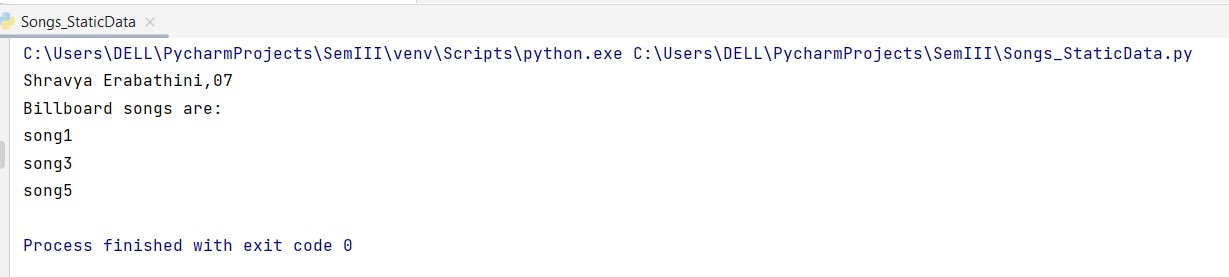 Songs_StaticData
C:\Users\DELL\PycharmProjects\SemIII\venv\Scripts\python.exe C:\Users\DELL\PycharmProjects\SemIII\Songs_StaticData.py
Shravya Erabathini,07
Billboard songs are:
song1
song3
song5
Process finished with exit code 0